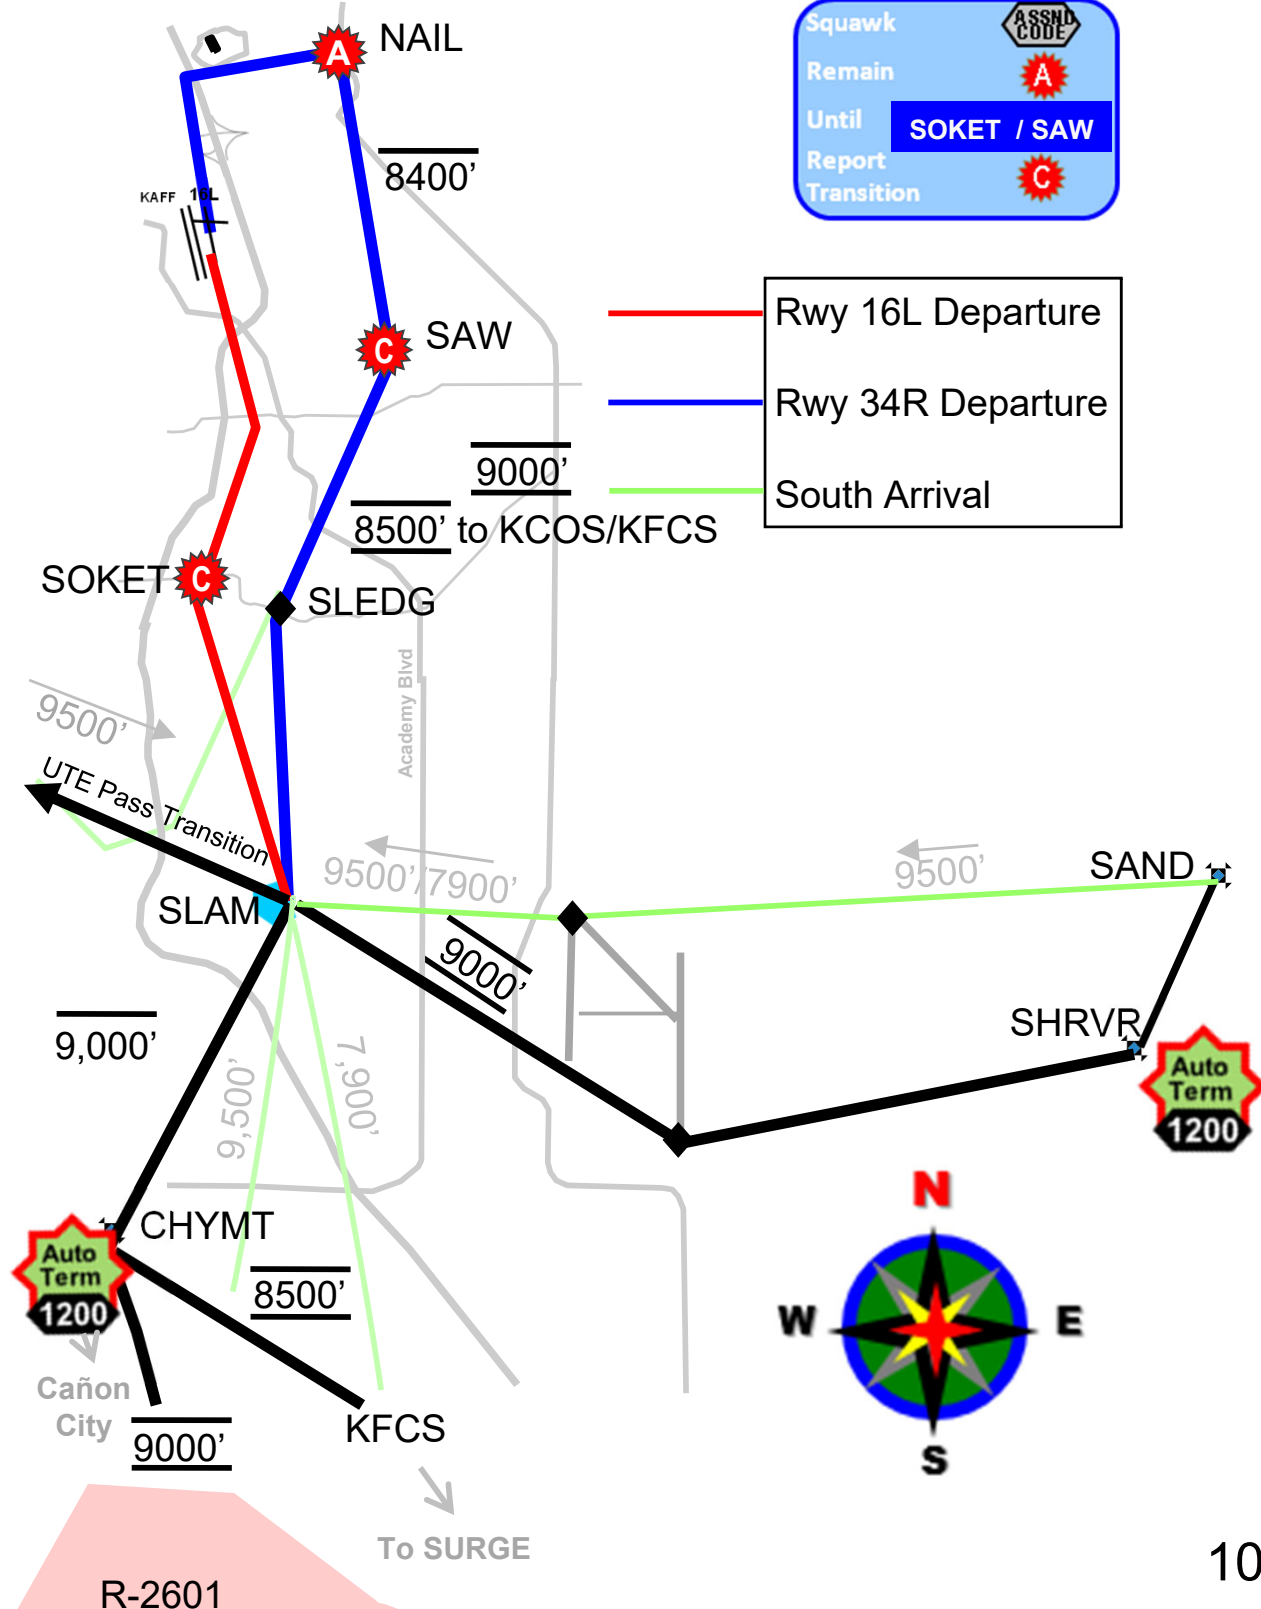 NAIL
A
8400’
KAFF 16L
SAW
C
9000’
8500’ to KCOS/KFCS
SOKET
C
SLEDG
Academy Blvd
9500’
UTE Pass Transition
SLAM
9500’/7900’
9500’
SAND
9000’
SHRVR
Auto
Term
1200
9,000’
9,500’
7,900’
CHYMT
Auto
Term
1200
8500’
Cañon
City
9000’
KFCS
To SURGE
R-2601
Squawk
ASSND
CODE
Remain
A
Until
SOKET / SAW
Report
Transition
C
Rwy 16L Departure
Rwy 34R Departure
South Arrival
N
W
E
S
10